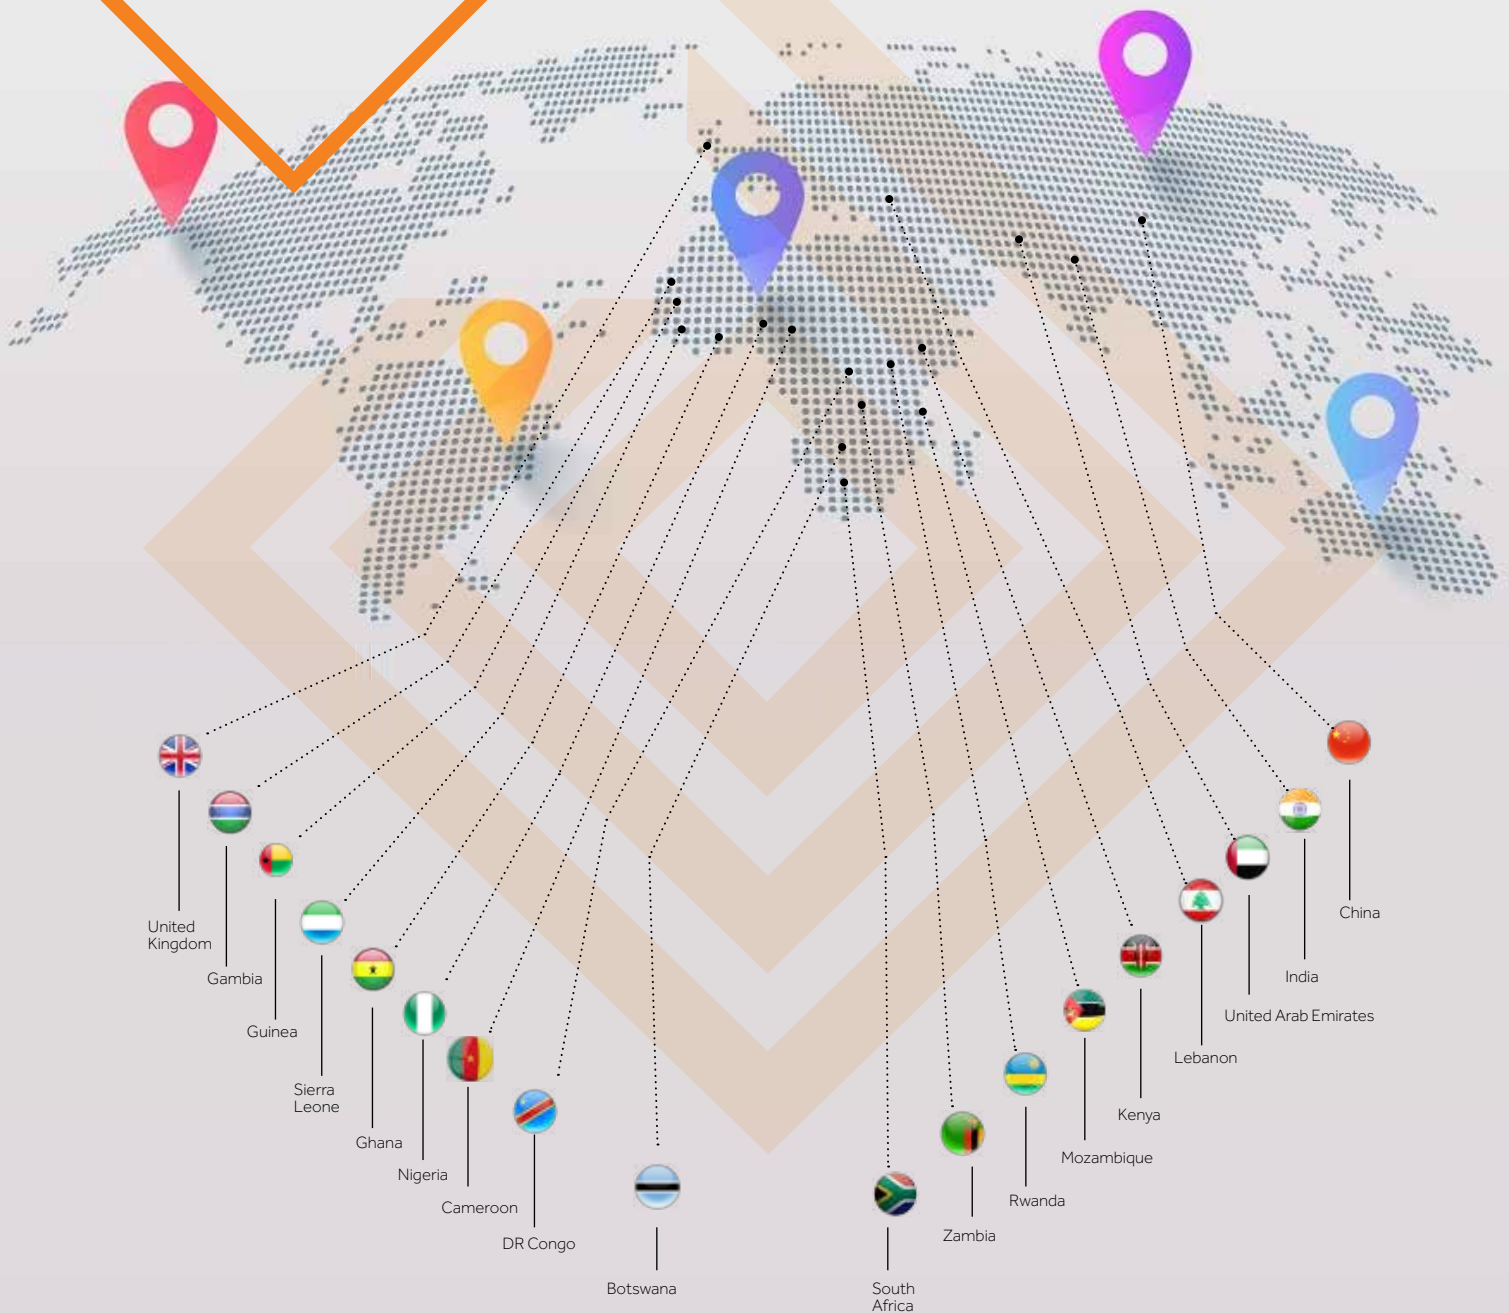 United
Kingdom
Gambia
Guinea
Sierra
Leone
Ghana
Nigeria
Cameroon
DR Congo
Botswana
South
Africa
Zambia
Rwanda
Mozambique
Kenya
Lebanon
United Arab Emirates
India
China